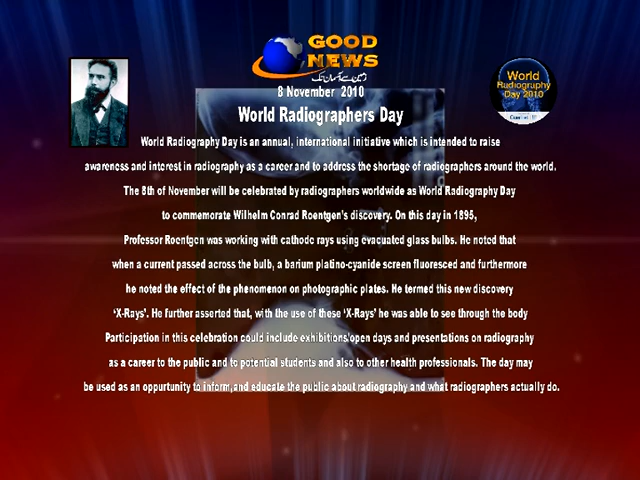 GOOD
NEWS
زمین سے آسمان تک
8 November 2010
World Radiographers Day
World
Radiography
Day 2010
World Radiography Day is an annual, international initiative which is intended to raise
awareness and interest in radiography as a career and to address the shortage of radiographers around the world.
The 8th of November will be celebrated by radiographers worldwide as World Radiography Day
to commemorate Wilhelm Conrad Roentgen's discovery. On this day in 1895,
Professor Roentgen was working with cathode rays using evacuated glass bulbs. He noted that
when a current passed across the bulb, a barium platino-cyanide screen fluoresced and furthermore
he noted the effect of the phenomenon on photographic plates. He termed this new discovery
'X-Rays'. He further asserted that, with the use of these 'X-Rays' he was able to see through the body
Participation in this celebration could include exhibitions/open days and presentations on radiography
as a career to the public and to potential students and also to other health professionals. The day may
be used as an opportunity to inform,and educate the public about radiography and what radiographers actually do.